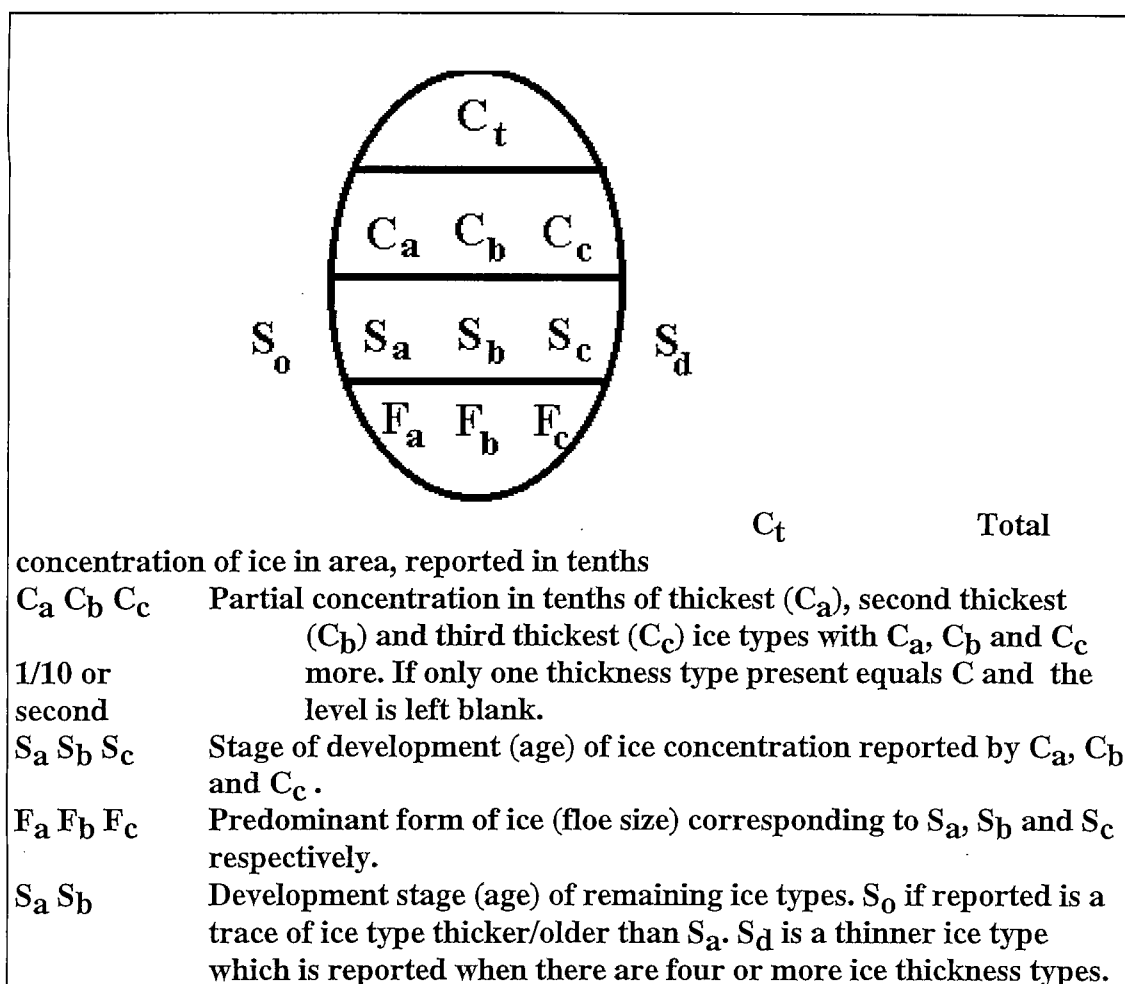 Ct
Ca Cb Cc
So Sa Sb Sc Sd
Fa Fb Fc
Ct Total
concentration of ice in area, reported in tenths
Ca Cb Cc Partial concentration in tenths of thickest (Ca), second thickest
(Cb) and third thickest (Cc) ice types with Ca, Cb and Cc
1/10 or more. If only one thickness type present equals C and the
second level is left blank.
Sa Sb Sc Stage of development (age) of ice concentration reported by Ca, Cb
and Cc .
Fa Fb Fc Predominant form of ice (floe size) corresponding to Sa, Sb and Sc
respectively.
Sa Sb Development stage (age) of remaining ice types. So if reported is a
trace of ice type thicker/older than Sa. Sd is a thinner ice type
which is reported when there are four or more ice thickness types.